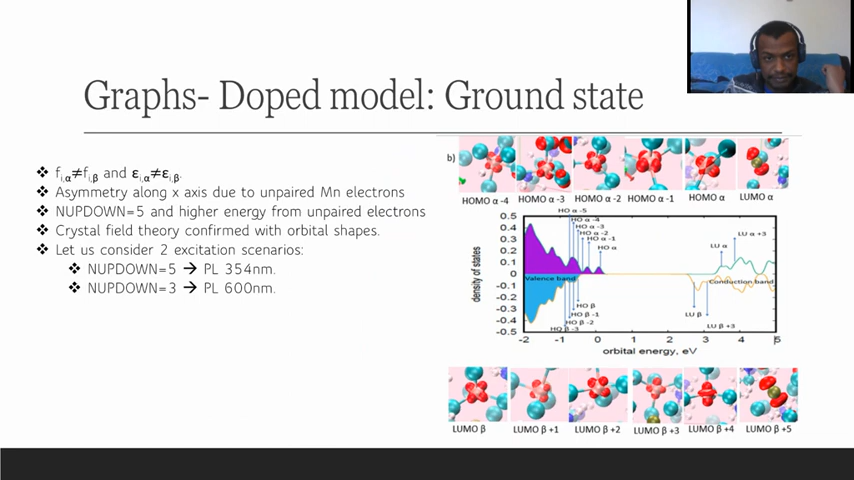 Graphs- Doped model: Ground state
❖ fi,α≠fi,β and εi,α≠εi,β.
❖ Asymmetry along x axis due to unpaired Mn electrons
❖ NUPDOWN=5 and higher energy from unpaired electrons
❖ Crystal field theory confirmed with orbital shapes.
❖ Let us consider 2 excitation scenarios:
❖ NUPDOWN=5 → PL 354nm.
❖ NUPDOWN=3 → PL 600nm.
b)
HOMO α -4 HOMO α -3 HOMO α -2 HOMO α -1 HOMO α LUMO α
HO α -5
HO α -4
HO α -3
HO α -2
HO α -1
HO α
LU α
LU α +3
0.5
0.4
0.3
0.2
0.1
0
-0.1
-0.2
-0.3
-0.4
-0.5
density of states
Valence band
Conduction band
HO β
HO β -1
HO β -2
HO β -3
LU β
LU β +3
-2 -1 0 1 2 3 4 5
orbital energy, eV
LUMO β LUMO β +1 LUMO β +2 LUMO β +3 LUMO β +4 LUMO β +5